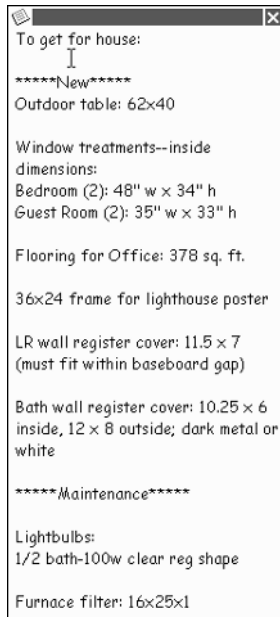 To get for house:
*****New*****
Outdoor table: 62x40
Window treatments--inside
dimensions:
Bedroom (2): 48" w x 34" h
Guest Room (2): 35" w x 33" h
Flooring for Office: 378 sq. ft.
36x24 frame for lighthouse poster
LR wall register cover: 11.5 x 7
(must fit within baseboard gap)
Bath wall register cover: 10.25 x 6
inside, 12 x 8 outside; dark metal or
white
*****Maintenance*****
Lightbulbs:
1/2 bath-100w clear reg shape
Furnace filter: 16x25x1